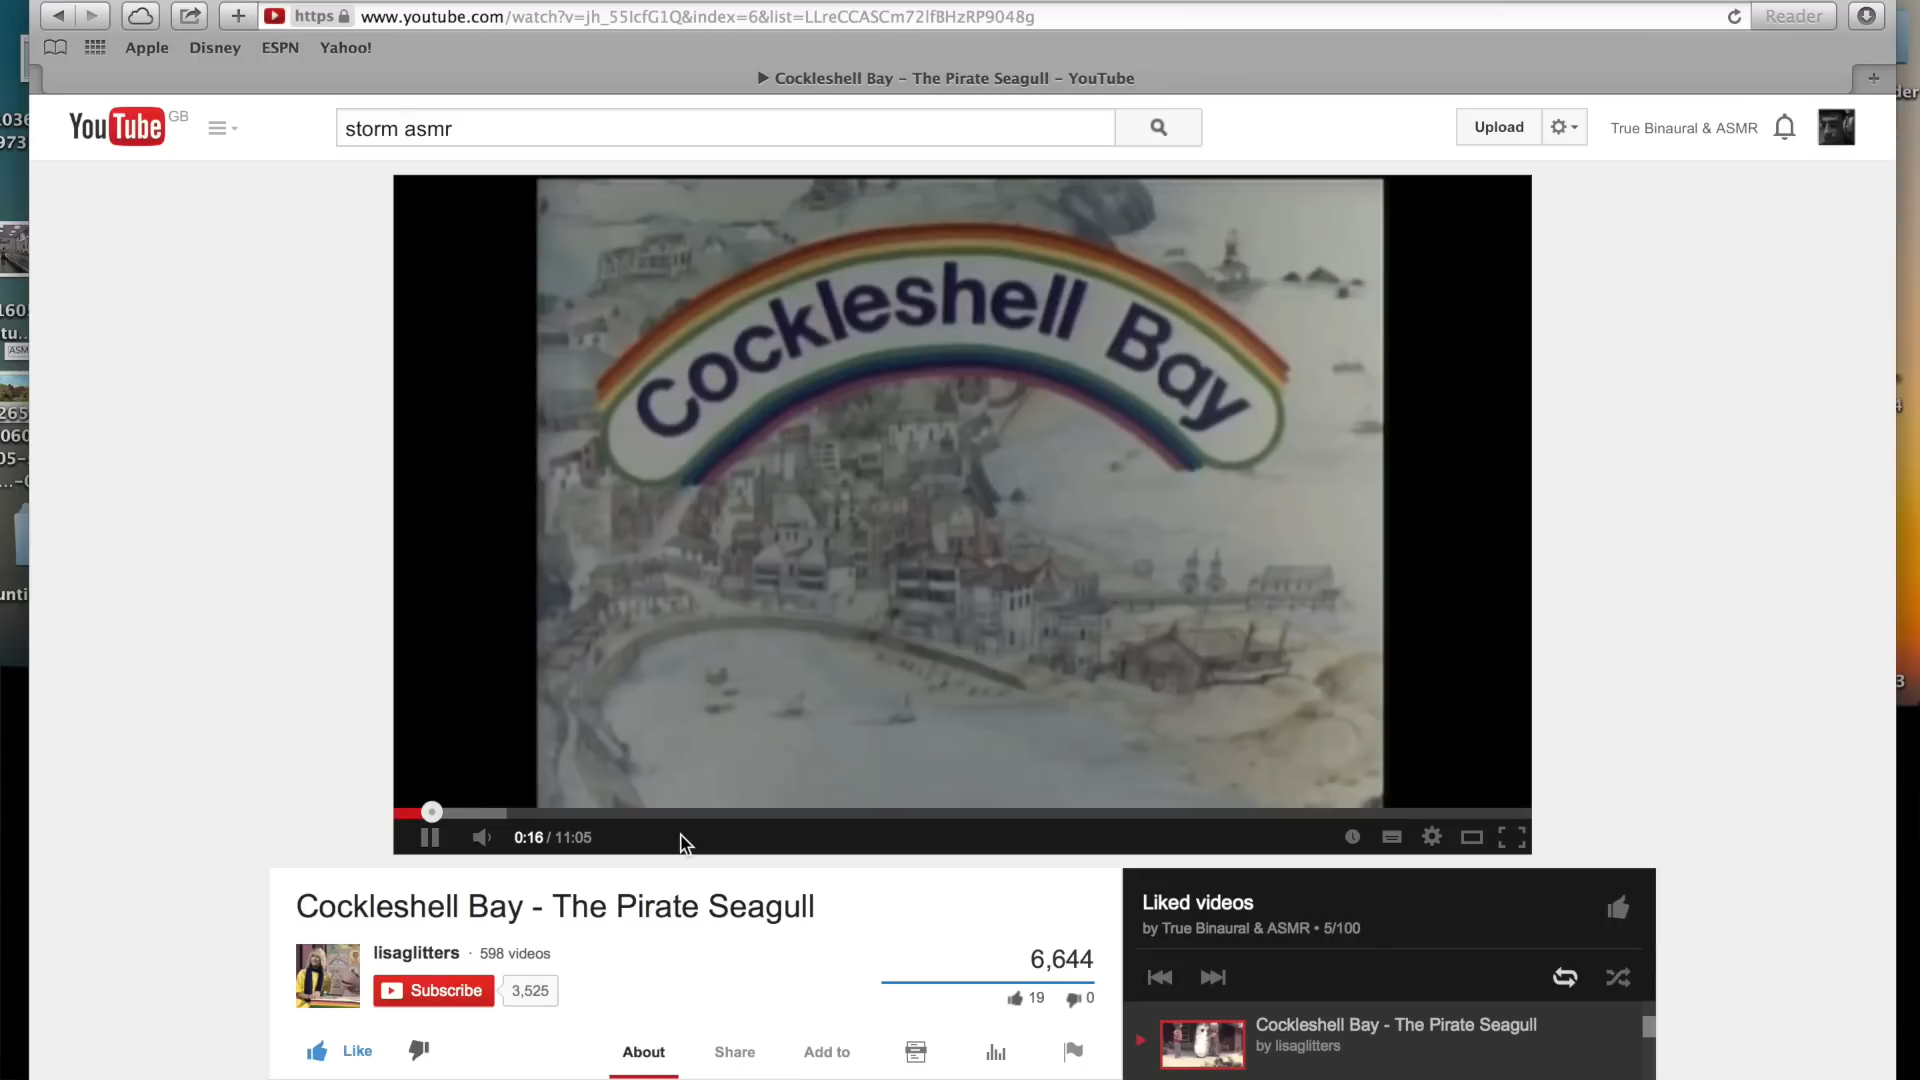 https www.youtube.com/watch?v=jh_55IcfG1Q&index=6&list=LLreCCASCm72lfBHzRP9048g
Reader
Apple Disney ESPN Yahoo!
Cockleshell Bay - The Pirate Seagull - YouTube
YouTube GB
storm asmr
Upload
True Binaural & ASMR
Cockleshell Bay
0:16 / 11:05
Cockleshell Bay - The Pirate Seagull
lisaglitters · 598 videos
Subscribe 3,525
6,644
19 0
Like
About Share Add to
Liked videos
by True Binaural & ASMR • 5/100
Cockleshell Bay - The Pirate Seagull
by lisaglitters